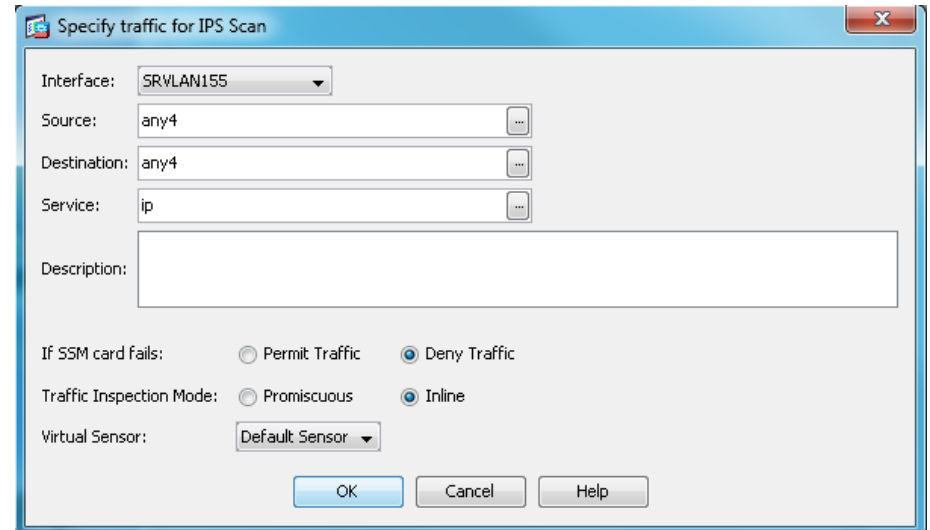 Specify traffic for IPS Scan
X
Interface: SRVLAN155
Source: any4 ...
Destination: any4 ...
Service: ip ...
Description:
If SSM card fails: Permit Traffic Deny Traffic
Traffic Inspection Mode: Promiscuous Inline
Virtual Sensor: Default Sensor
OK Cancel Help